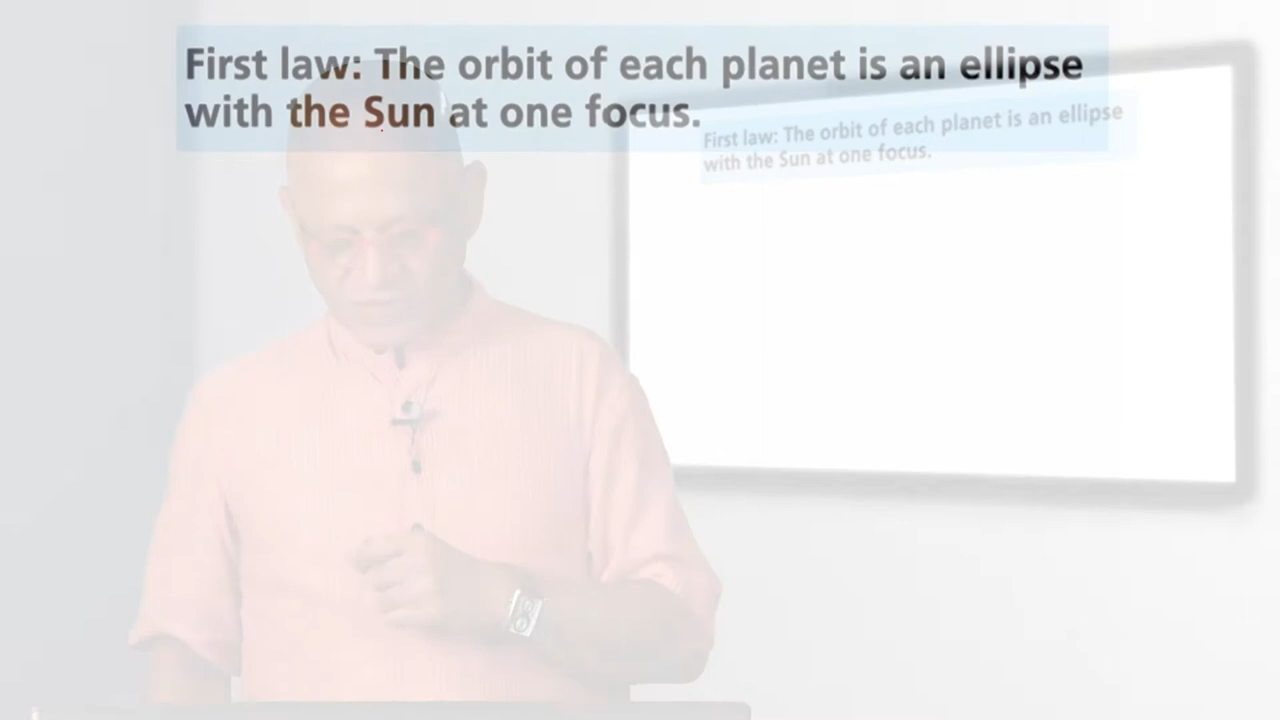 First law: The orbit of each planet is an ellipse
with the Sun at one focus.
First law: The orbit of each planet is an ellipse
with the Sun at one focus.